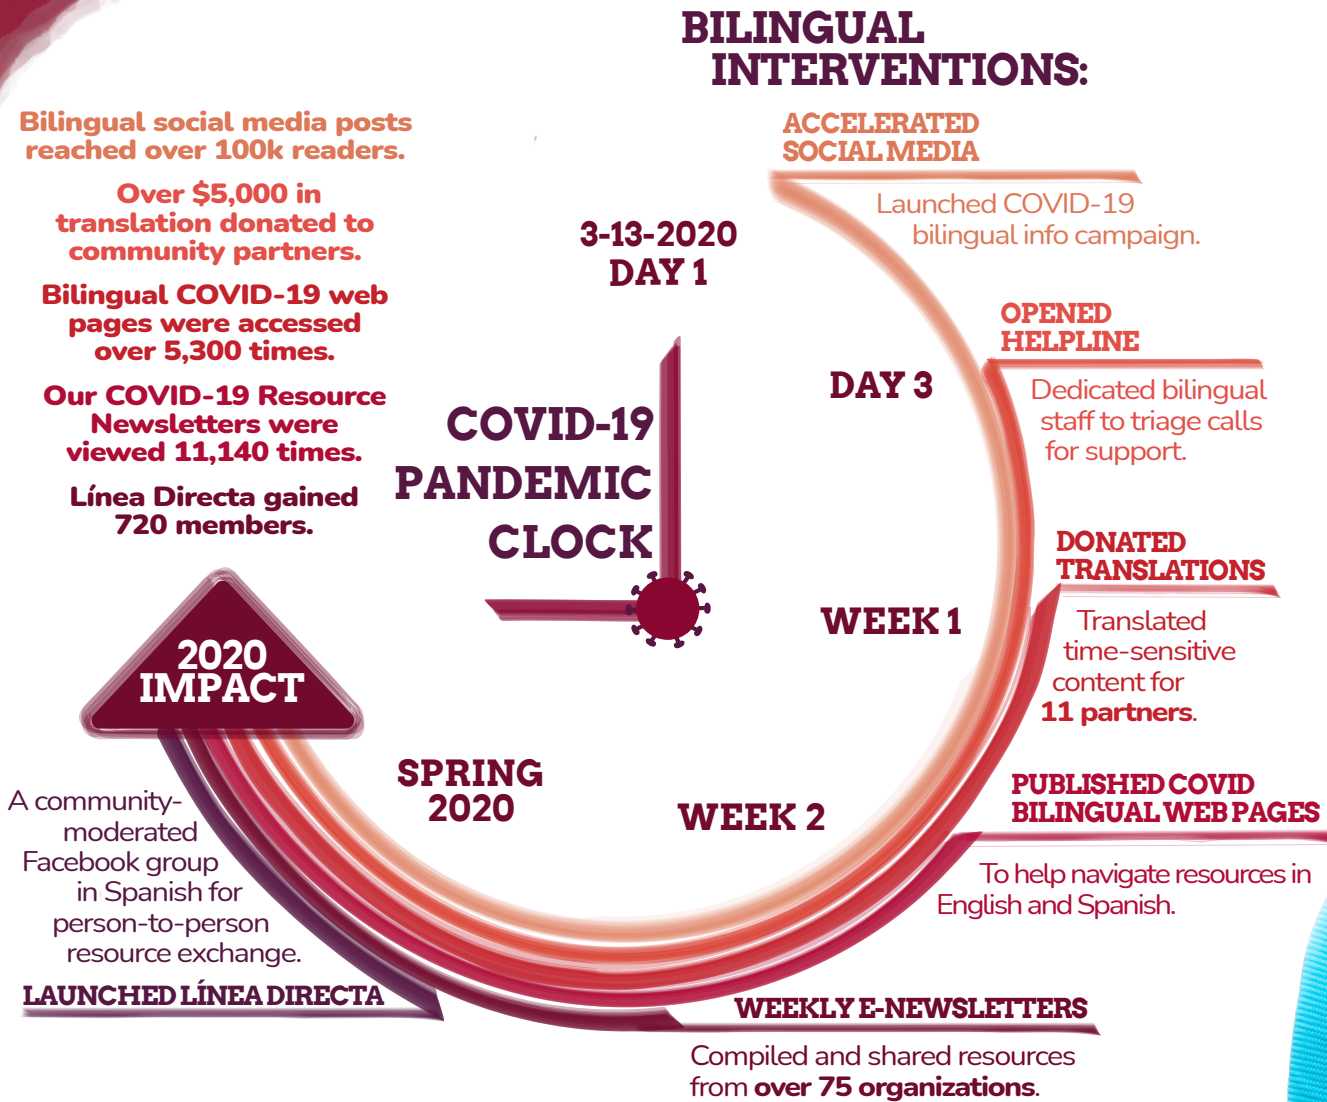 BILINGUAL
INTERVENTIONS:
ACCELERATED
SOCIAL MEDIA
Launched COVID-19
bilingual info campaign.
OPENED
HELPLINE
Dedicated bilingual
staff to triage calls
for support.
DONATED
TRANSLATIONS
Translated
time-sensitive
content for
11 partners.
PUBLISHED COVID
BILINGUAL WEB PAGES
To help navigate resources in
English and Spanish.
WEEKLY E-NEWSLETTERS
Compiled and shared resources
from over 75 organizations.
A community-
moderated
Facebook group
in Spanish for
person-to-person
resource exchange.
LAUNCHED LÍNEA DIRECTA
3-13-2020
DAY 1
DAY 3
WEEK 1
WEEK 2
SPRING
2020
COVID-19
PANDEMIC
CLOCK
2020
IMPACT
Bilingual social media posts
reached over 100k readers.
Over $5,000 in
translation donated to
community partners.
Bilingual COVID-19 web
pages were accessed
over 5,300 times.
Our COVID-19 Resource
Newsletters were
viewed 11,140 times.
Línea Directa gained
720 members.